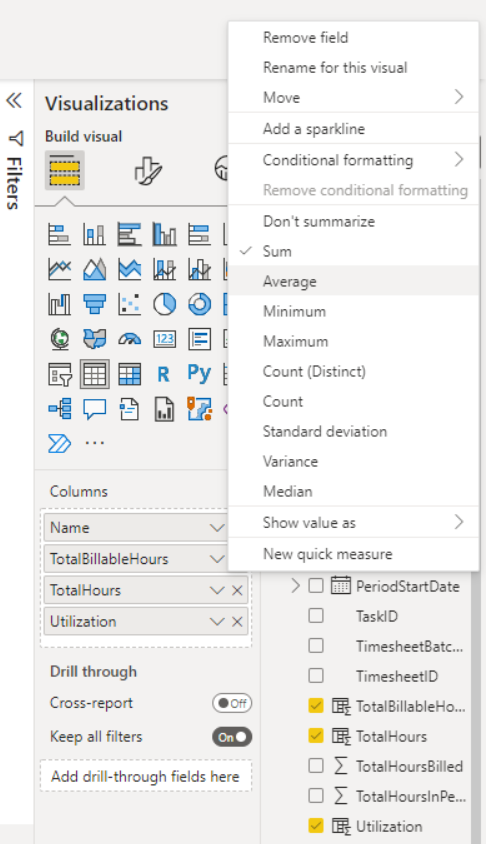 Remove field
Rename for this visual
Move
Add a sparkline
Conditional formatting
Remove conditional formatting
Don't summarize
Sum
Average
Minimum
Maximum
Count (Distinct)
Count
Standard deviation
Variance
Median
Show value as
New quick measure
Filters
Visualizations
Build visual
123
R
Py
...
Columns
Name
TotalBillableHours
TotalHours
Utilization
Drill through
Cross-report
Off
Keep all filters
On
Add drill-through fields here
PeriodStartDate
TaskID
TimesheetBatc...
TimesheetID
TotalBillableHo...
TotalHours
TotalHoursBilled
TotalHoursInPe...
Utilization